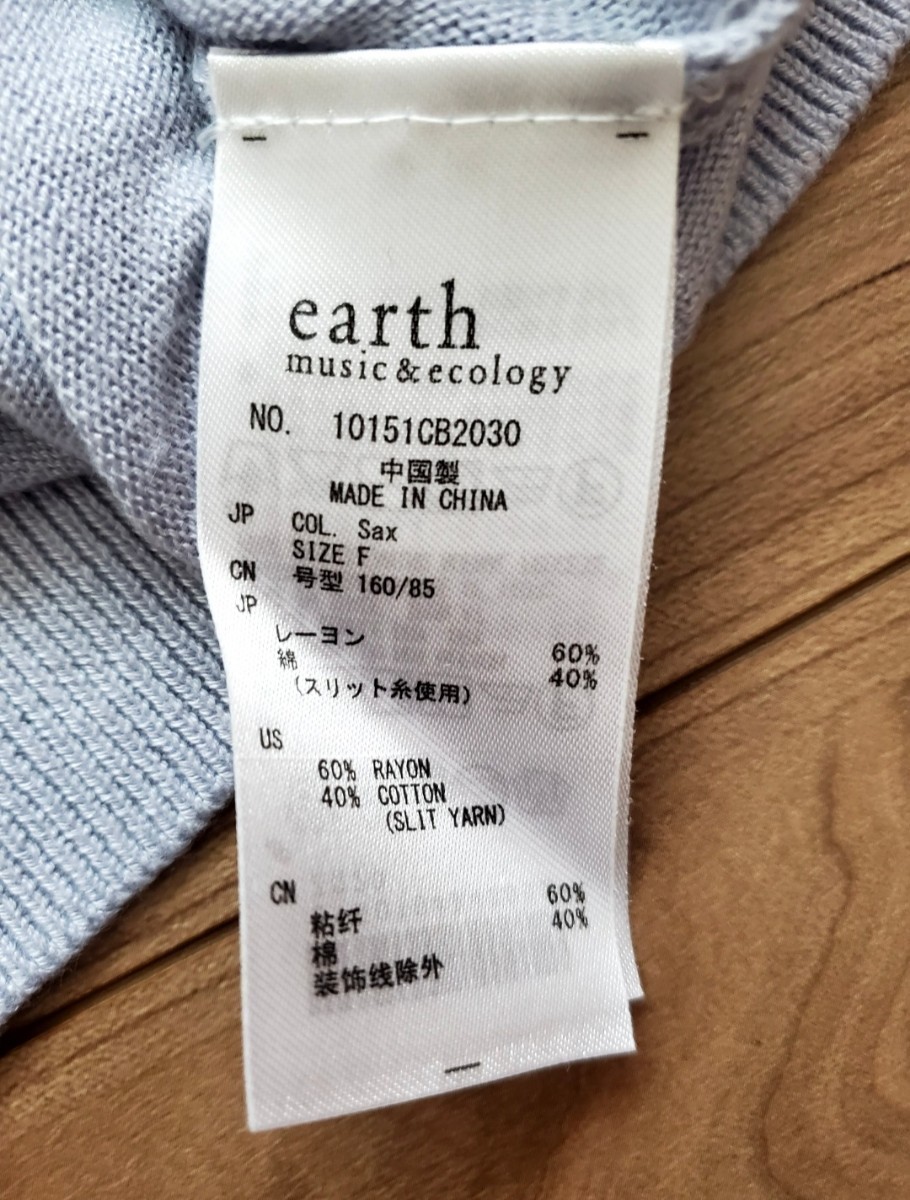 earth
music&ecology
NO. 10151CB2030
中国製
MADE IN CHINA
JP COL. Sax
SIZE F
CN 号型 160/85
JP
レーヨン 60%
綿 40%
(スリット糸使用)
US
60% RAYON
40% COTTON
(SLIT YARN)
CN
粘纤 60%
棉 40%
装饰线除外